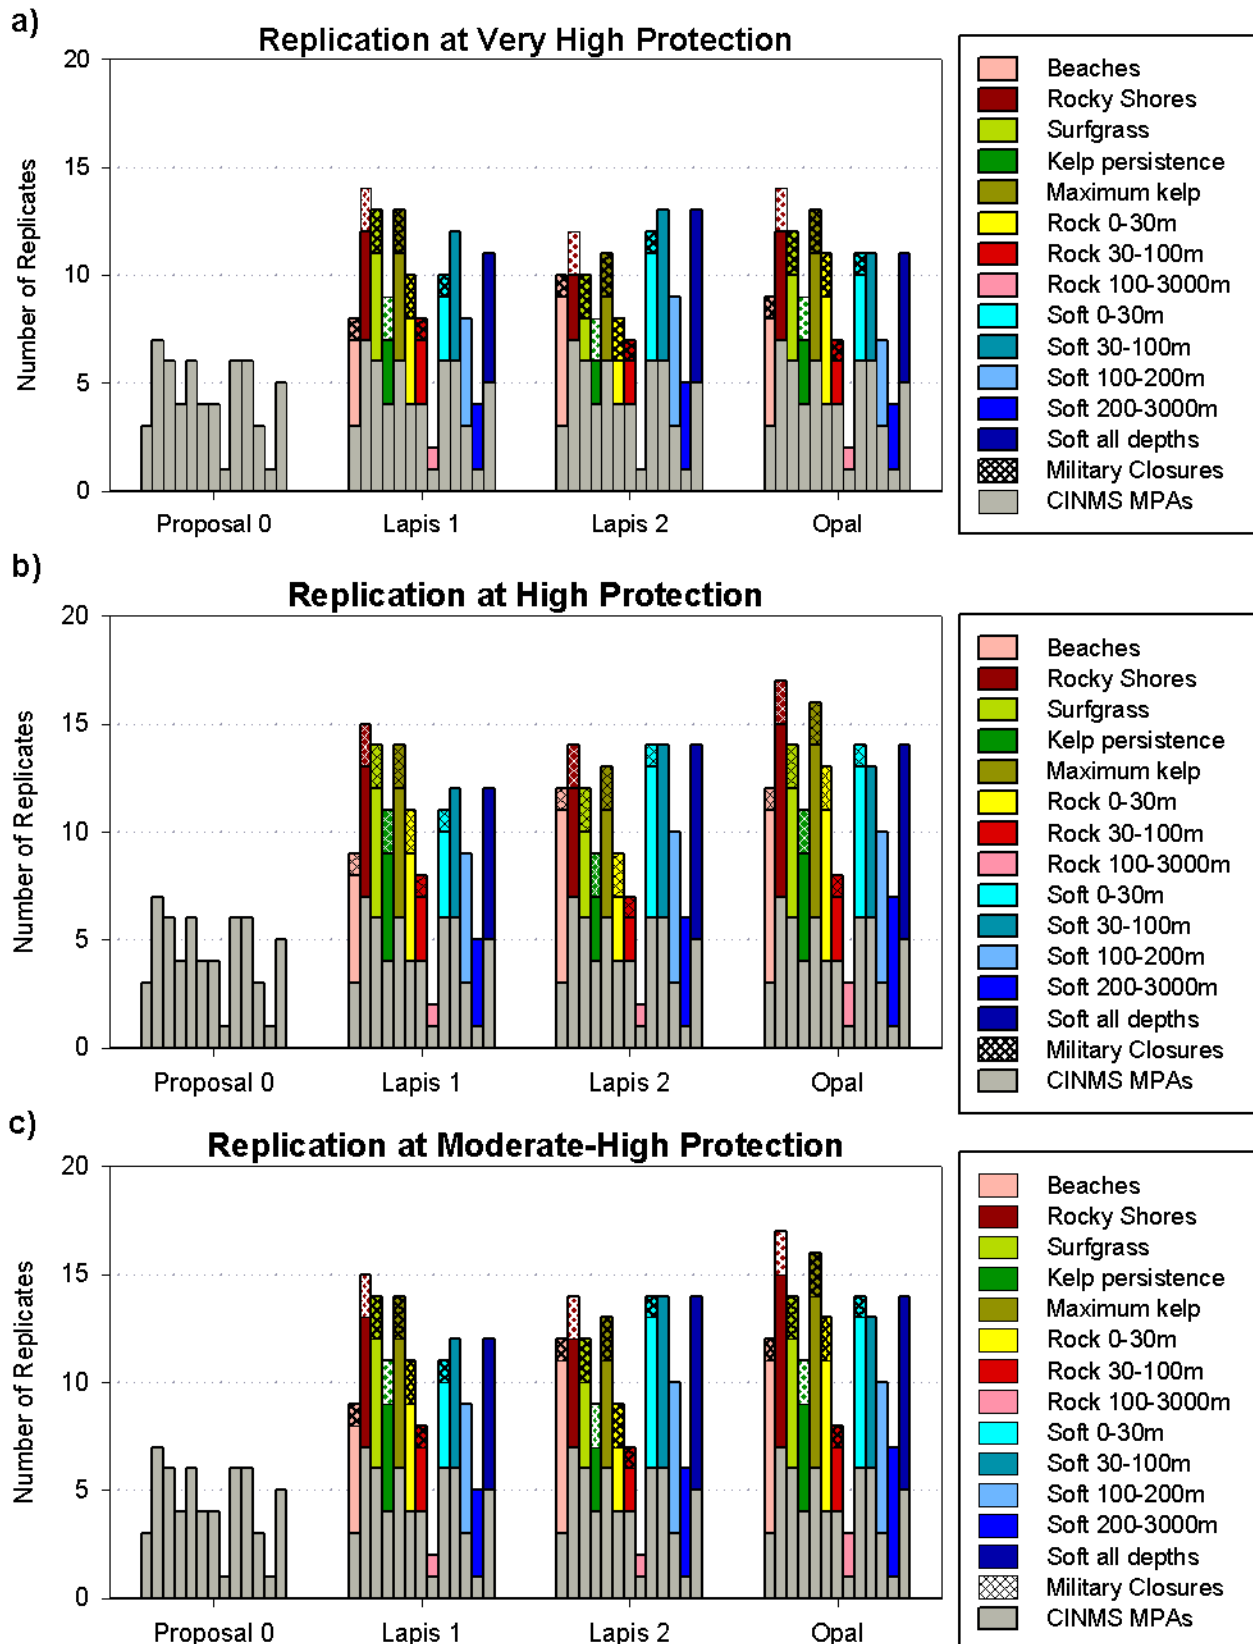 a)
Replication at Very High Protection
20
15
10
5
0
Number of Replicates
Proposal 0
Lapis 1
Lapis 2
Opal
Beaches
Rocky Shores
Surfgrass
Kelp persistence
Maximum kelp
Rock 0-30m
Rock 30-100m
Rock 100-3000m
Soft 0-30m
Soft 30-100m
Soft 100-200m
Soft 200-3000m
Soft all depths
Military Closures
CINMS MPAs
b)
Replication at High Protection
20
15
10
5
0
Number of Replicates
Proposal 0
Lapis 1
Lapis 2
Opal
Beaches
Rocky Shores
Surfgrass
Kelp persistence
Maximum kelp
Rock 0-30m
Rock 30-100m
Rock 100-3000m
Soft 0-30m
Soft 30-100m
Soft 100-200m
Soft 200-3000m
Soft all depths
Military Closures
CINMS MPAs
c)
Replication at Moderate-High Protection
20
15
10
5
0
Number of Replicates
Proposal 0
Lapis 1
Lapis 2
Opal
Beaches
Rocky Shores
Surfgrass
Kelp persistence
Maximum kelp
Rock 0-30m
Rock 30-100m
Rock 100-3000m
Soft 0-30m
Soft 30-100m
Soft 100-200m
Soft 200-3000m
Soft all depths
Military Closures
CINMS MPAs